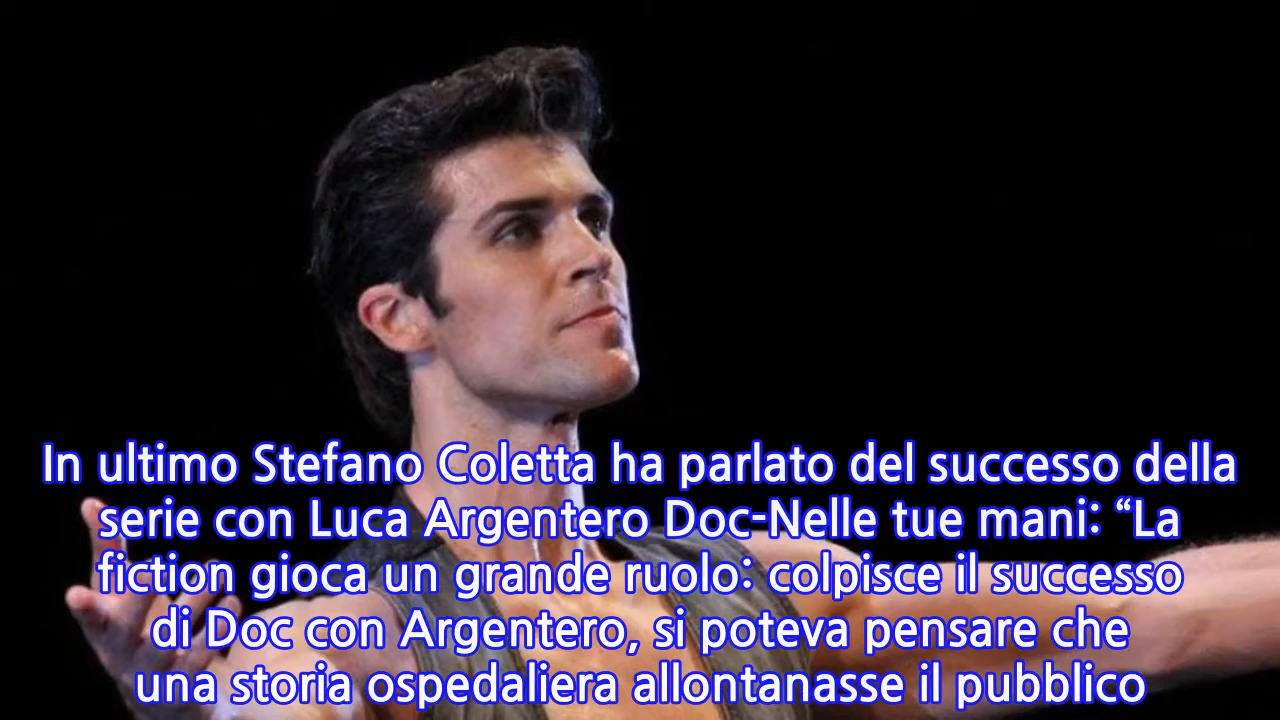 In ultimo Stefano Coletta ha parlato del successo della
serie con Luca Argentero Doc-Nelle tue mani: “La
fiction gioca un grande ruolo: colpisce il successo
di Doc con Argentero, si poteva pensare che
una storia ospedaliera allontanasse il pubblico